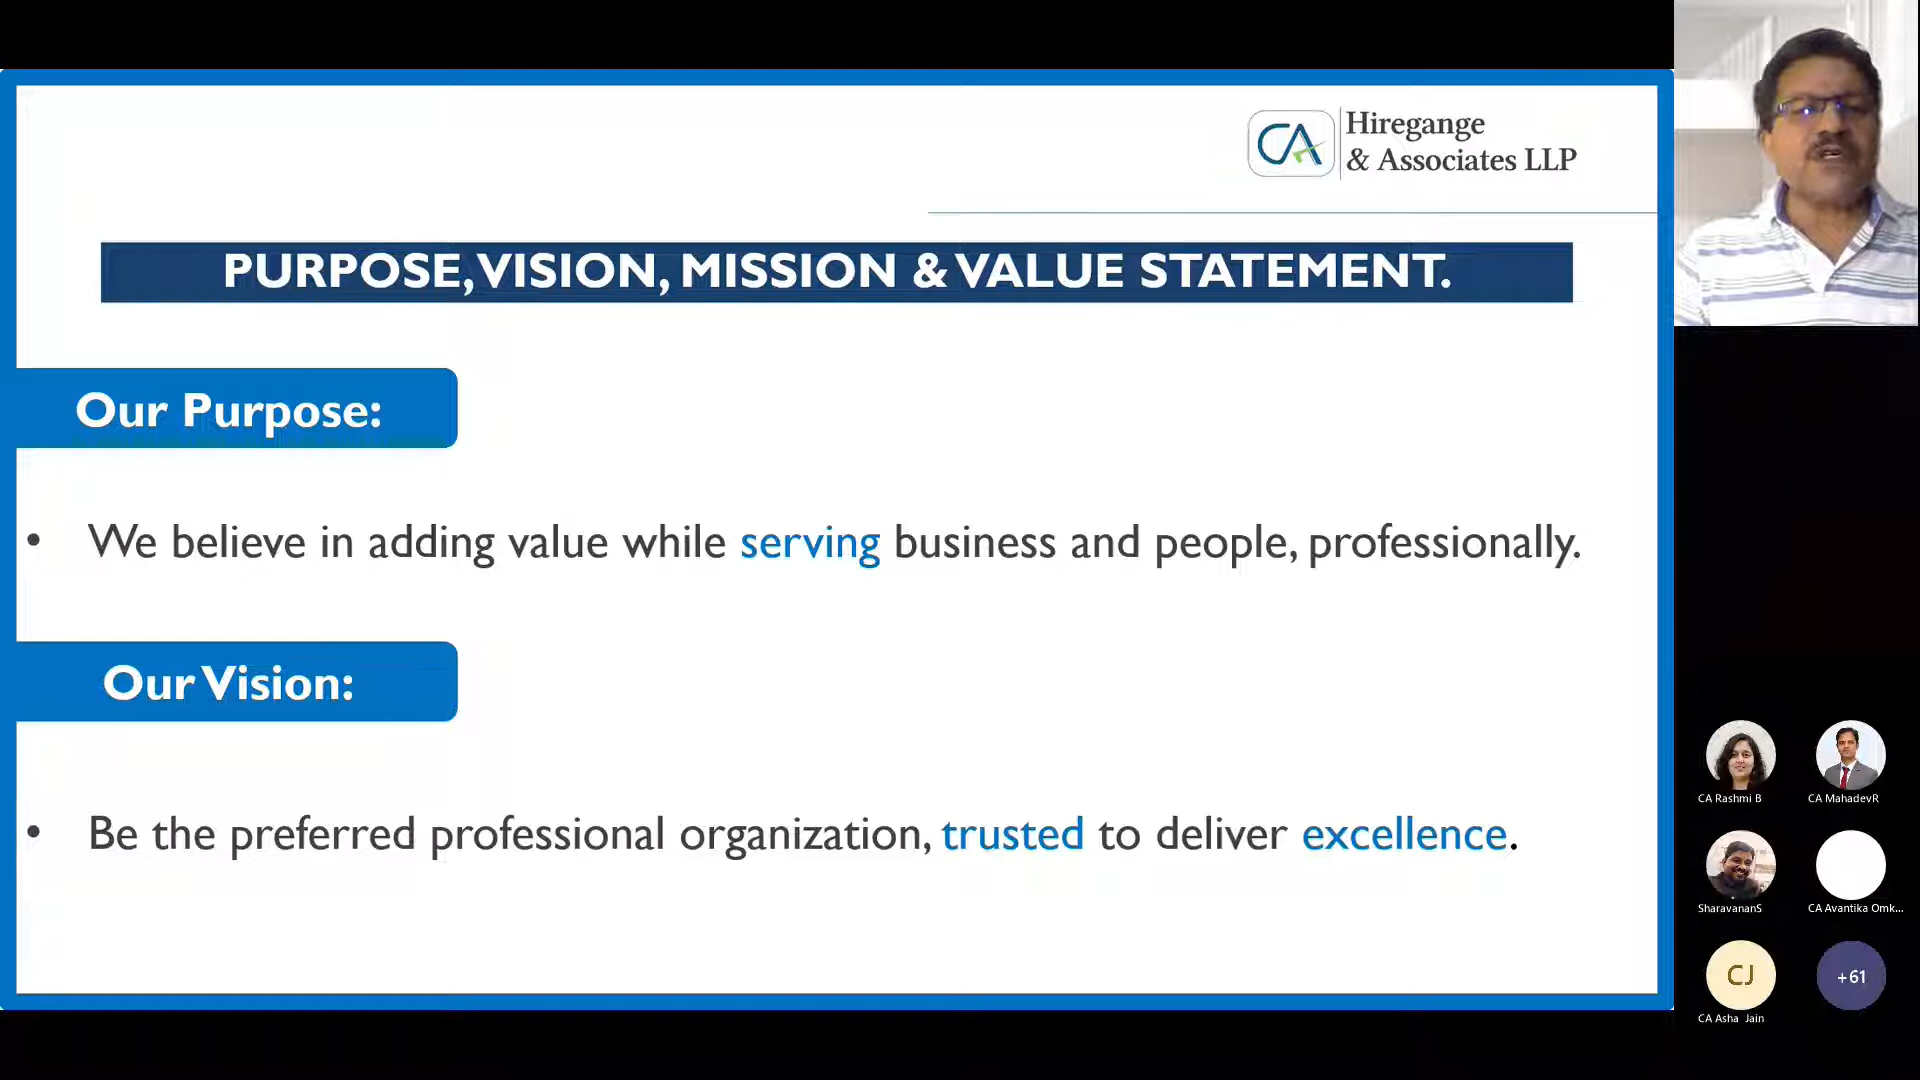 CA
Hiregange
& Associates LLP
PURPOSE, VISION, MISSION & VALUE STATEMENT.
Our Purpose:
• We believe in adding value while serving business and people, professionally.
Our Vision:
• Be the preferred professional organization, trusted to deliver excellence.
CA Rashmi B
CA MahadevR
SharavananS
CA Avantika Omk...
CJ
+61
CA Asha Jain